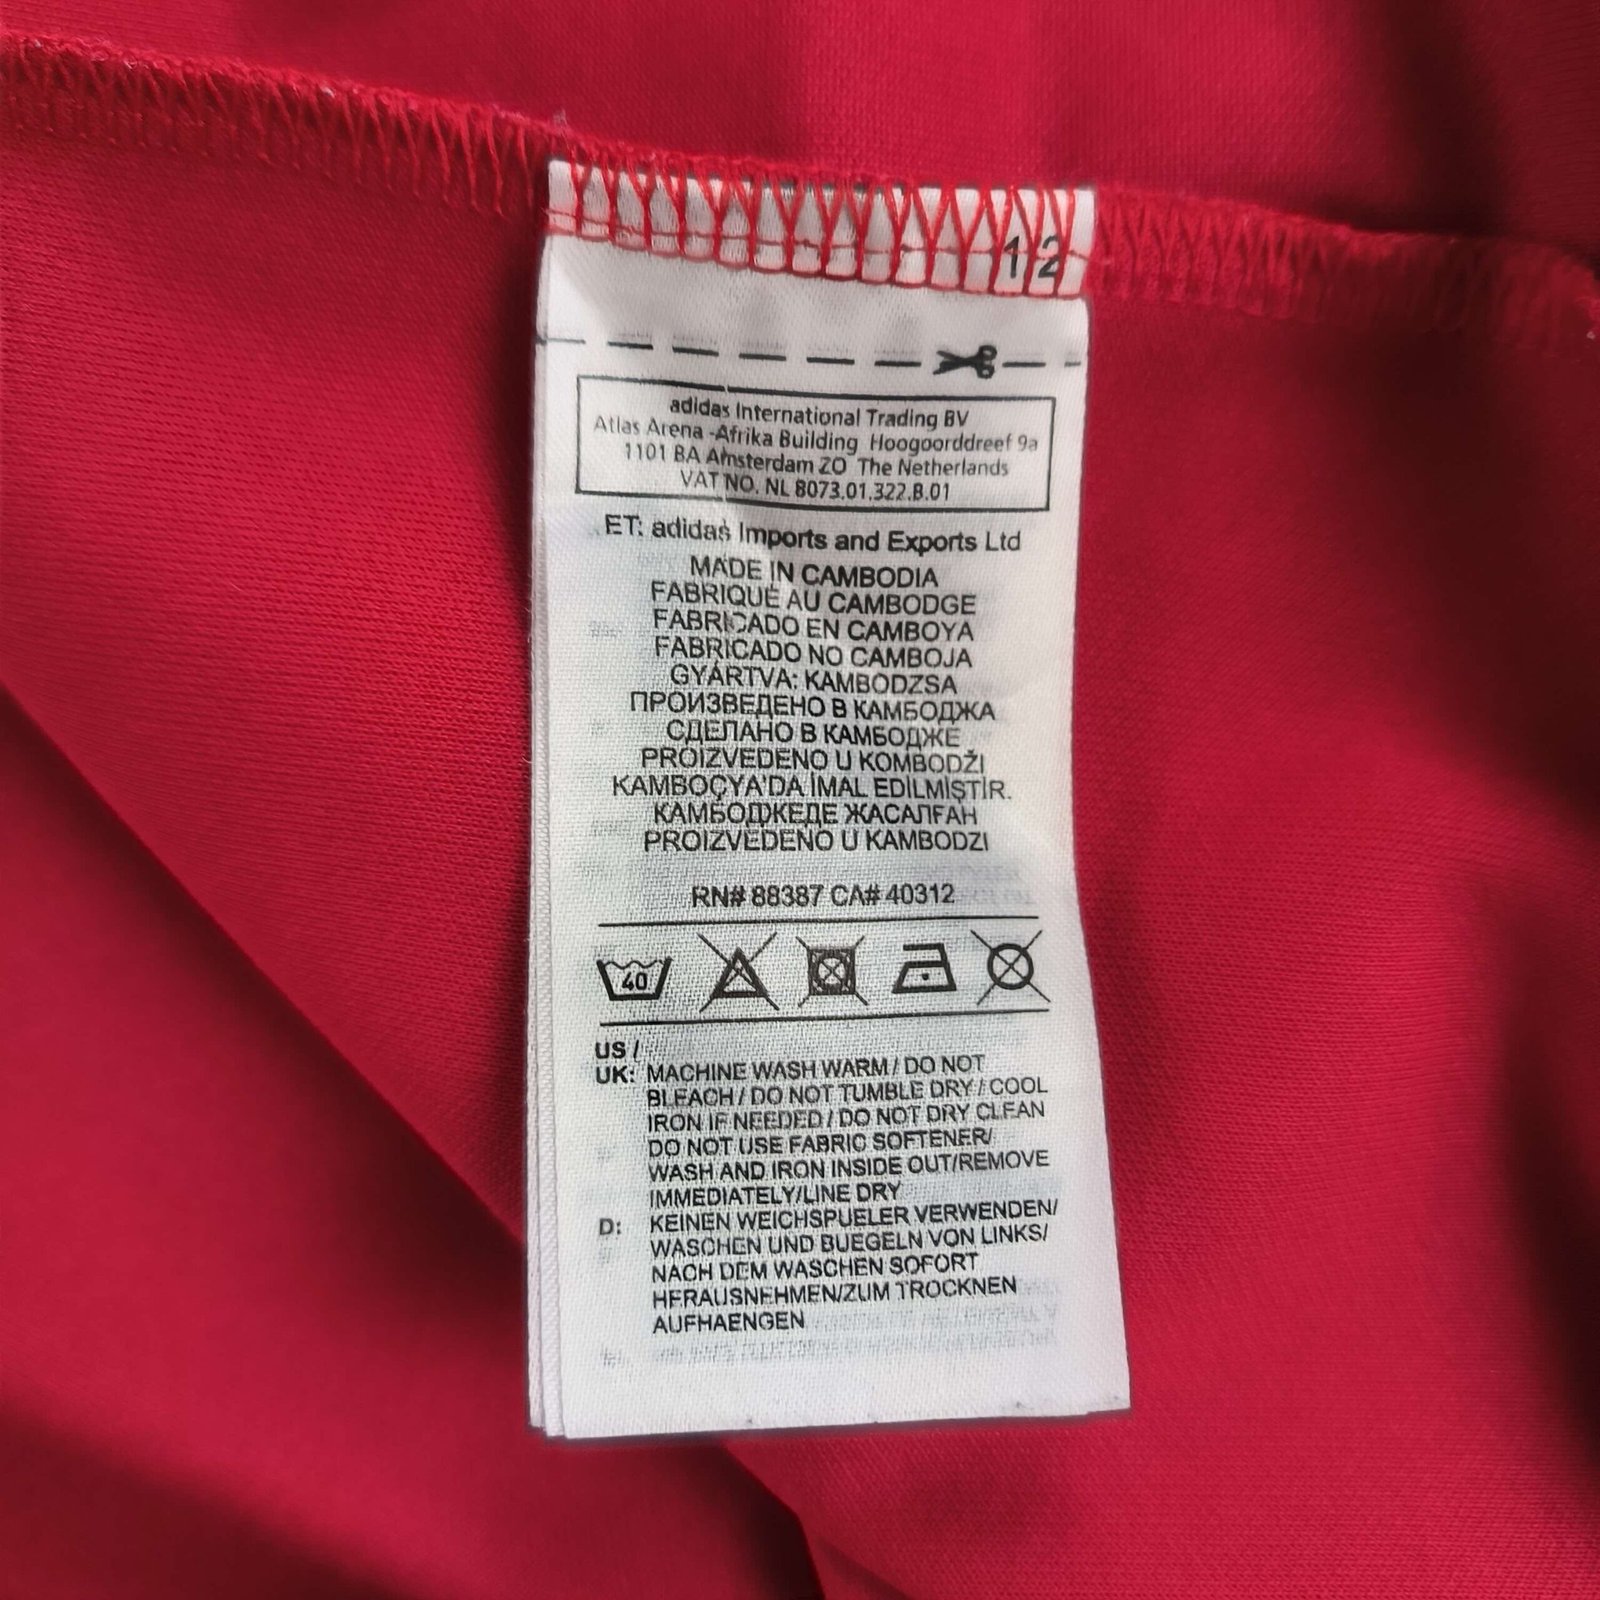 12
adidas International Trading BV
Atlas Arena -Afrika Building Hoogoorddreef 9a
1101 BA Amsterdam ZO The Netherlands
VAT NO. NL 8073.01.322.B.01
ET: adidas Imports and Exports Ltd
MADE IN CAMBODIA
FABRIQUÉ AU CAMBODGE
FABRICADO EN CAMBOYA
FABRICADO NO CAMBOJA
GYÁRTVA: KAMBODZSA
ПРОИЗВЕДЕНО В КАМБОДЖА
СДЕЛАНО В КАМБОДЖЕ
PROIZVEDENO U KOMBODŽI
KAMBOÇYA'DA İMAL EDİLMİŞTİR.
КАМБОДЖЕДЕ ЖАСАЛҒАН
PROIZVEDENO U KAMBODZI
RN# 88387 CA# 40312
40
US /
UK: MACHINE WASH WARM / DO NOT
BLEACH / DO NOT TUMBLE DRY / COOL
IRON IF NEEDED / DO NOT DRY CLEAN
DO NOT USE FABRIC SOFTENER/
WASH AND IRON INSIDE OUT/REMOVE
IMMEDIATELY/LINE DRY
D: KEINEN WEICHSPUELER VERWENDEN/
WASCHEN UND BUEGELN VON LINKS/
NACH DEM WASCHEN SOFORT
HERAUSNEHMEN/ZUM TROCKNEN
AUFHAENGEN